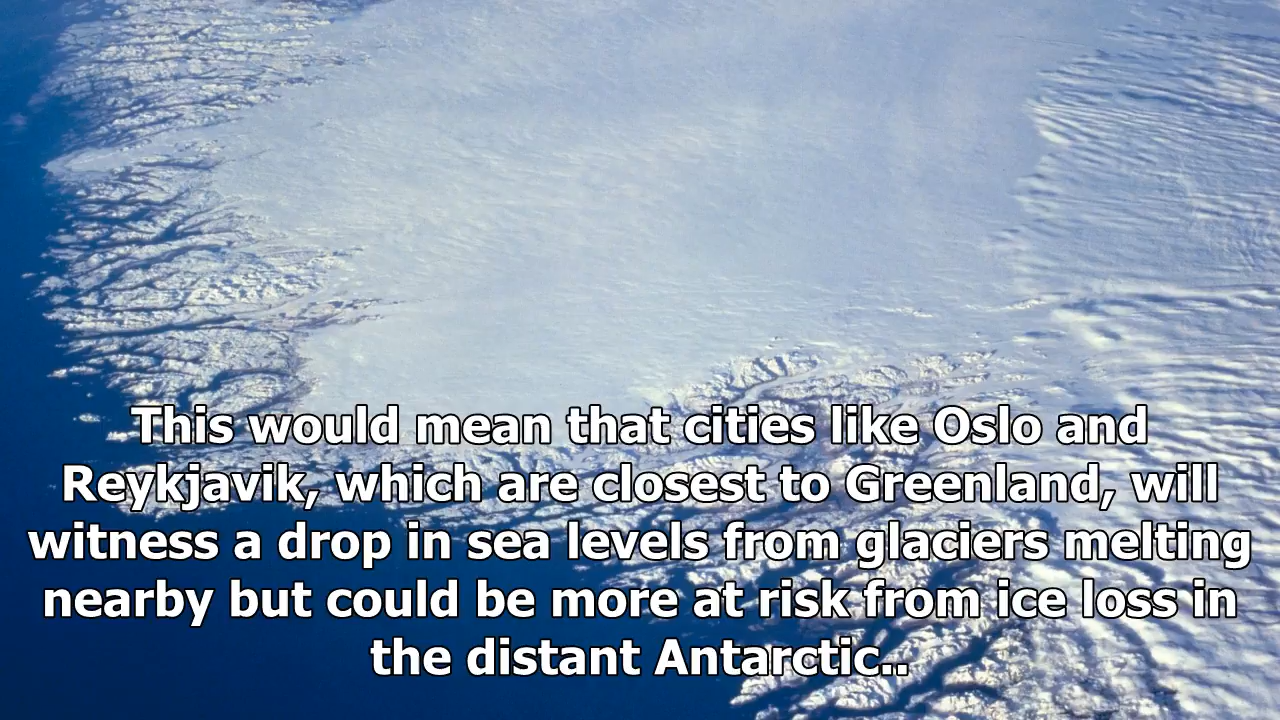 This would mean that cities like Oslo and
Reykjavik, which are closest to Greenland, will
witness a drop in sea levels from glaciers melting
nearby but could be more at risk from ice loss in
the distant Antarctic..